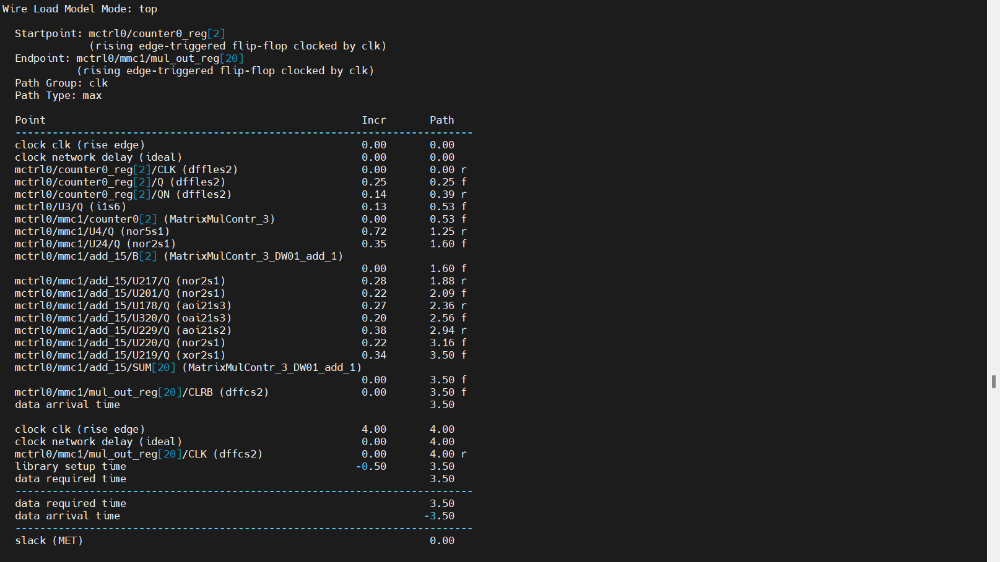 Wire Load Model Mode: top
Startpoint: mctrl0/counter0_reg[2]
(rising edge-triggered flip-flop clocked by clk)
Endpoint: mctrl0/mmc1/mul_out_reg[20]
(rising edge-triggered flip-flop clocked by clk)
Path Group: clk
Path Type: max
Point Incr Path
--------------------------------------------------------------------------
clock clk (rise edge) 0.00 0.00
clock network delay (ideal) 0.00 0.00
mctrl0/counter0_reg[2]/CLK (dffles2) 0.00 0.00 r
mctrl0/counter0_reg[2]/Q (dffles2) 0.25 0.25 f
mctrl0/counter0_reg[2]/QN (dffles2) 0.14 0.39 r
mctrl0/U3/Q (i1s6) 0.13 0.53 f
mctrl0/mmc1/counter0[2] (MatrixMulContr_3) 0.00 0.53 f
mctrl0/mmc1/U4/Q (nor5s1) 0.72 1.25 r
mctrl0/mmc1/U24/Q (nor2s1) 0.35 1.60 f
mctrl0/mmc1/add_15/B[2] (MatrixMulContr_3_DW01_add_1)
0.00 1.60 f
mctrl0/mmc1/add_15/U217/Q (nor2s1) 0.28 1.88 r
mctrl0/mmc1/add_15/U201/Q (nor2s1) 0.22 2.09 f
mctrl0/mmc1/add_15/U178/Q (aoi21s3) 0.27 2.36 r
mctrl0/mmc1/add_15/U320/Q (oai21s3) 0.20 2.56 f
mctrl0/mmc1/add_15/U229/Q (aoi21s2) 0.38 2.94 r
mctrl0/mmc1/add_15/U220/Q (nor2s1) 0.22 3.16 f
mctrl0/mmc1/add_15/U219/Q (xor2s1) 0.34 3.50 f
mctrl0/mmc1/add_15/SUM[20] (MatrixMulContr_3_DW01_add_1)
0.00 3.50 f
mctrl0/mmc1/mul_out_reg[20]/CLRB (dffcs2) 0.00 3.50 f
data arrival time 3.50
clock clk (rise edge) 4.00 4.00
clock network delay (ideal) 0.00 4.00
mctrl0/mmc1/mul_out_reg[20]/CLK (dffcs2) 0.00 4.00 r
library setup time -0.50 3.50
data required time 3.50
--------------------------------------------------------------------------
data required time 3.50
data arrival time -3.50
--------------------------------------------------------------------------
slack (MET) 0.00